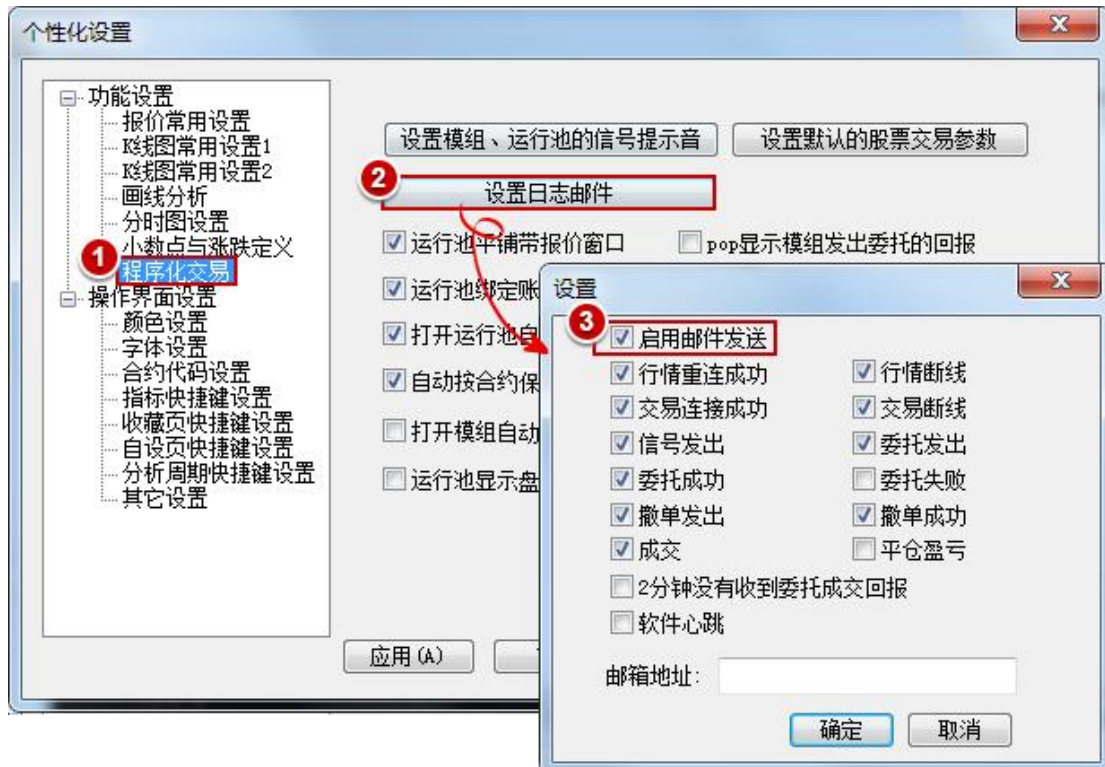 个性化设置
功能设置
报价常用设置
K线图常用设置1
K线图常用设置2
画线分析
分时图设置
小数点与涨跌定义
1
程序化交易
操作界面设置
颜色设置
字体设置
合约代码设置
指标快捷键设置
收藏页快捷键设置
自设页快捷键设置
分析周期快捷键设置
其它设置
设置模组、运行池的信号提示音 设置默认的股票交易参数
2
设置日志邮件
运行池平铺带报价窗口 pop显示模组发出委托的回报
运行池绑定账
打开运行池自
自动按合约保
打开模组自动
运行池显示盘
应用(A)
设置
3
启用邮件发送
行情重连成功 行情断线
交易连接成功 交易断线
信号发出 委托发出
委托成功 委托失败
撤单发出 撤单成功
成交 平仓盈亏
2分钟没有收到委托成交回报
软件心跳
邮箱地址:
确定 取消